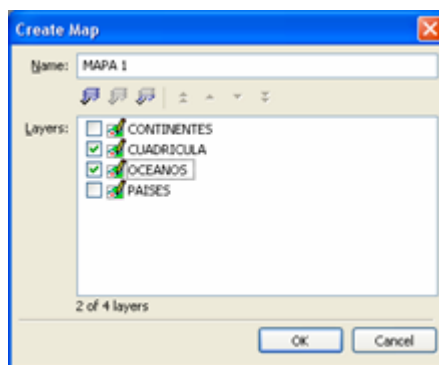 Create Map
Name: MAPA 1
Layers:
CONTINENTES
CUADRICULA
OCEANOS
PAISES
2 of 4 layers
OK Cancel